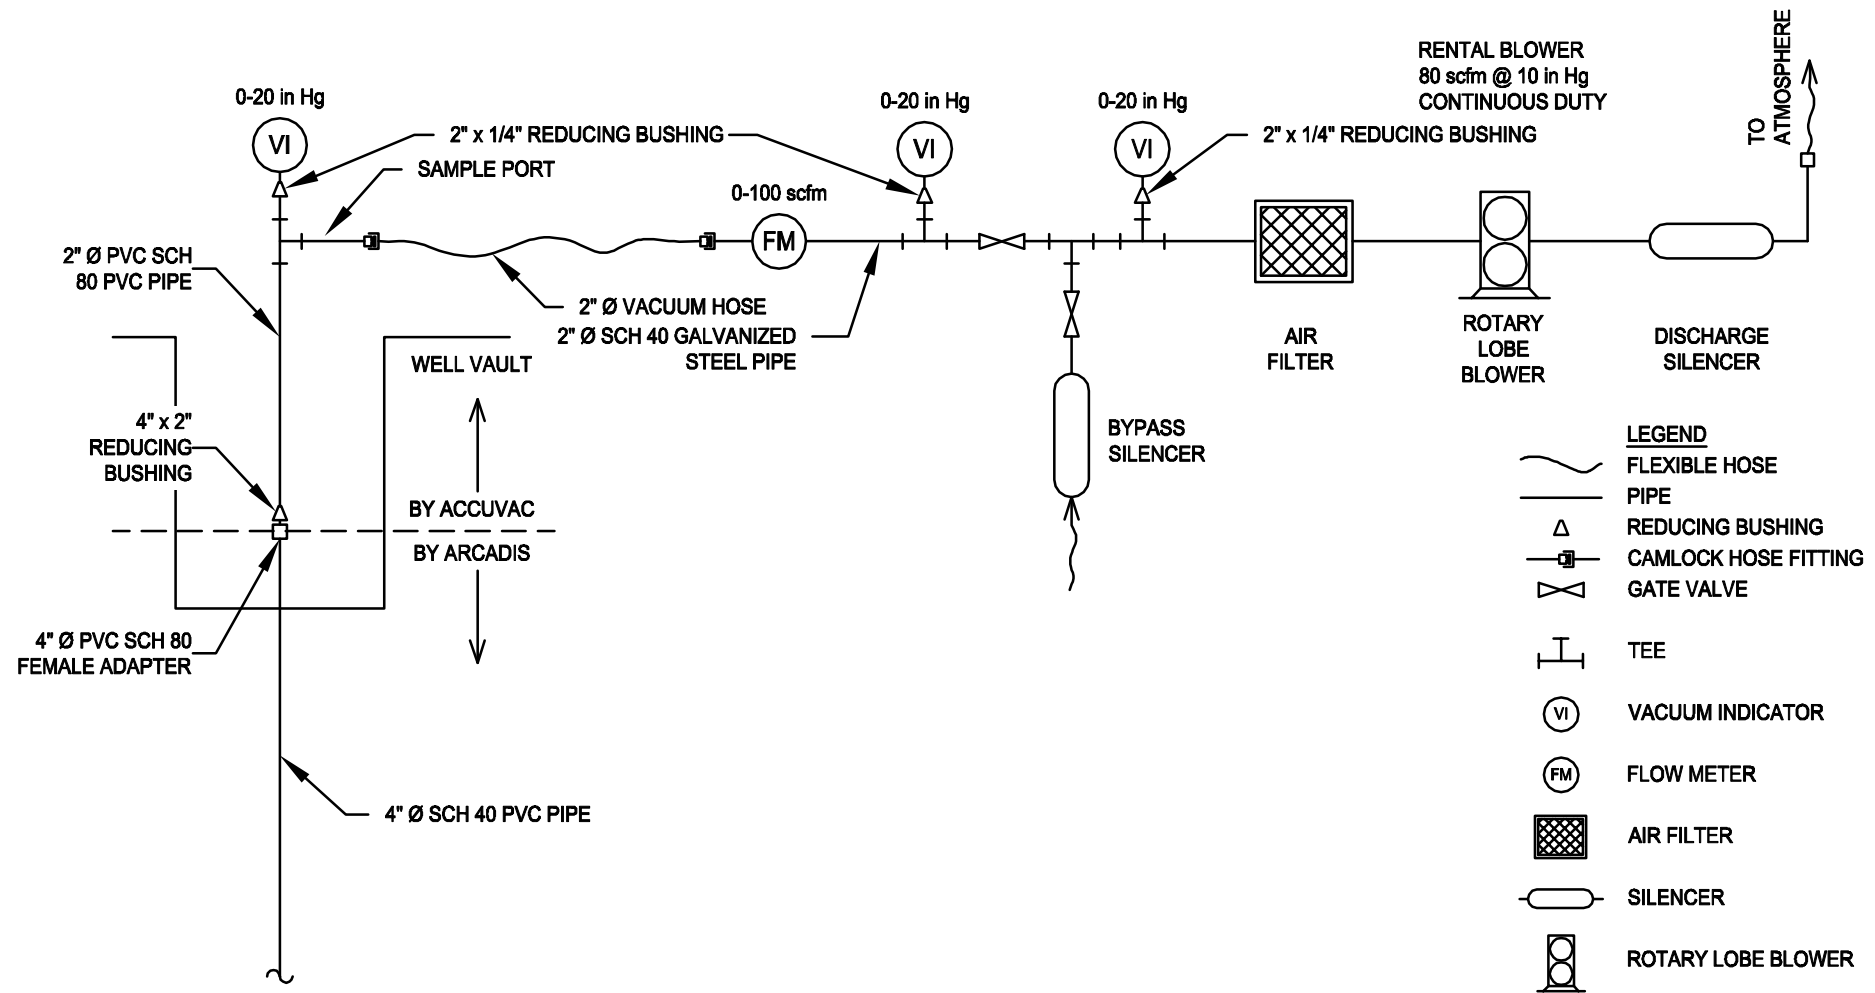 RENTAL BLOWER
80 scfm @ 10 in Hg
CONTINUOUS DUTY
TO
ATMOSPHERE
0-20 in Hg
0-20 in Hg
0-20 in Hg
VI
VI
VI
2" x 1/4" REDUCING BUSHING
2" x 1/4" REDUCING BUSHING
SAMPLE PORT
0-100 scfm
FM
2" Ø PVC SCH
80 PVC PIPE
2" Ø VACUUM HOSE
2" Ø SCH 40 GALVANIZED
STEEL PIPE
AIR
FILTER
ROTARY
LOBE
BLOWER
DISCHARGE
SILENCER
WELL VAULT
4" x 2"
REDUCING
BUSHING
BYPASS
SILENCER
BY ACCUVAC
BY ARCADIS
4" Ø PVC SCH 80
FEMALE ADAPTER
4" Ø SCH 40 PVC PIPE
LEGEND
FLEXIBLE HOSE
PIPE
REDUCING BUSHING
CAMLOCK HOSE FITTING
GATE VALVE
TEE
VI
VACUUM INDICATOR
FM
FLOW METER
AIR FILTER
SILENCER
ROTARY LOBE BLOWER